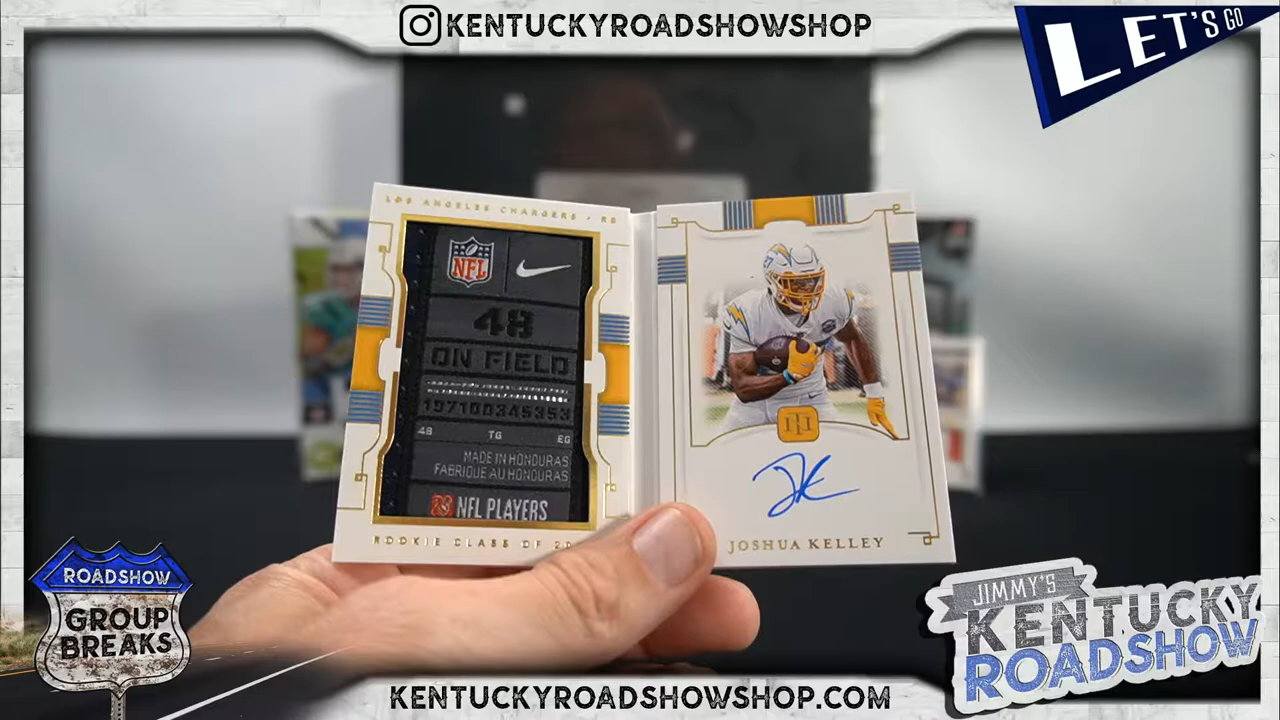 KENTUCKYROADSHOWSHOP
LET'S GO
LOS ANGELES CHARGERS · RB
NFL
48
ON FIELD
197100345353
48 TG EG
MADE IN HONDURAS
FABRIQUE AU HONDURAS
NFL PLAYERS
ROOKIE CLASS OF 20
JOSHUA KELLEY
ROADSHOW
GROUP
BREAKS
JIMMY'S
KENTUCKY
ROADSHOW
KENTUCKYROADSHOWSHOP.COM